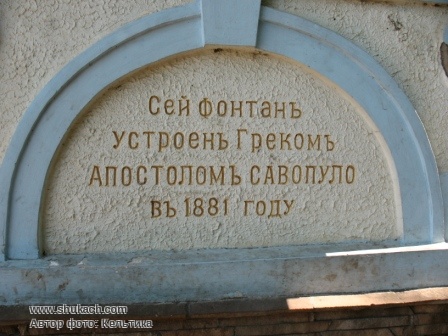 Сей фонтанъ
устроенъ Грекомъ
апостоломъ савопуло
въ 1881 году
www.shukach.com
Автор фото: Кельтика